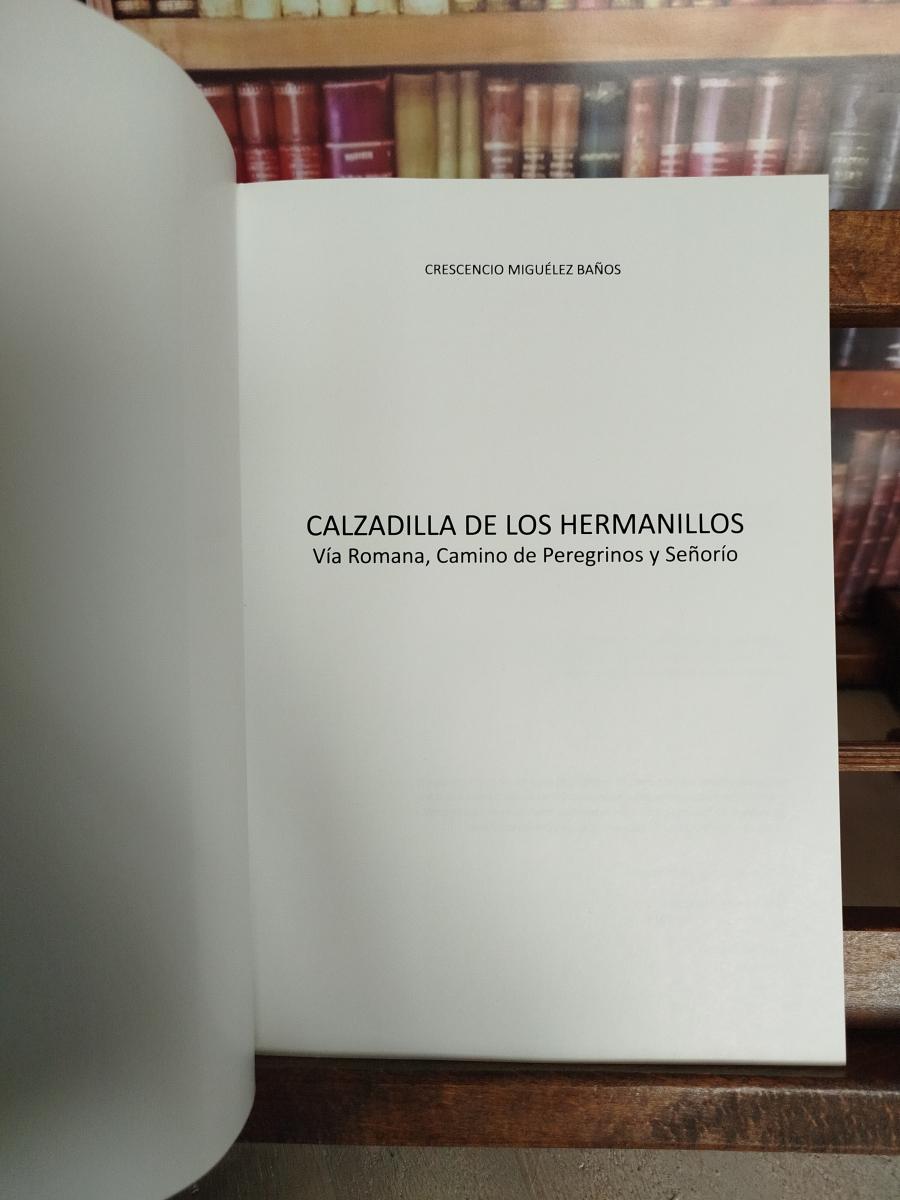 CRESCENCIO MIGUÉLEZ BAÑOS
CALZADILLA DE LOS HERMANILLOS
Vía Romana, Camino de Peregrinos y Señorío